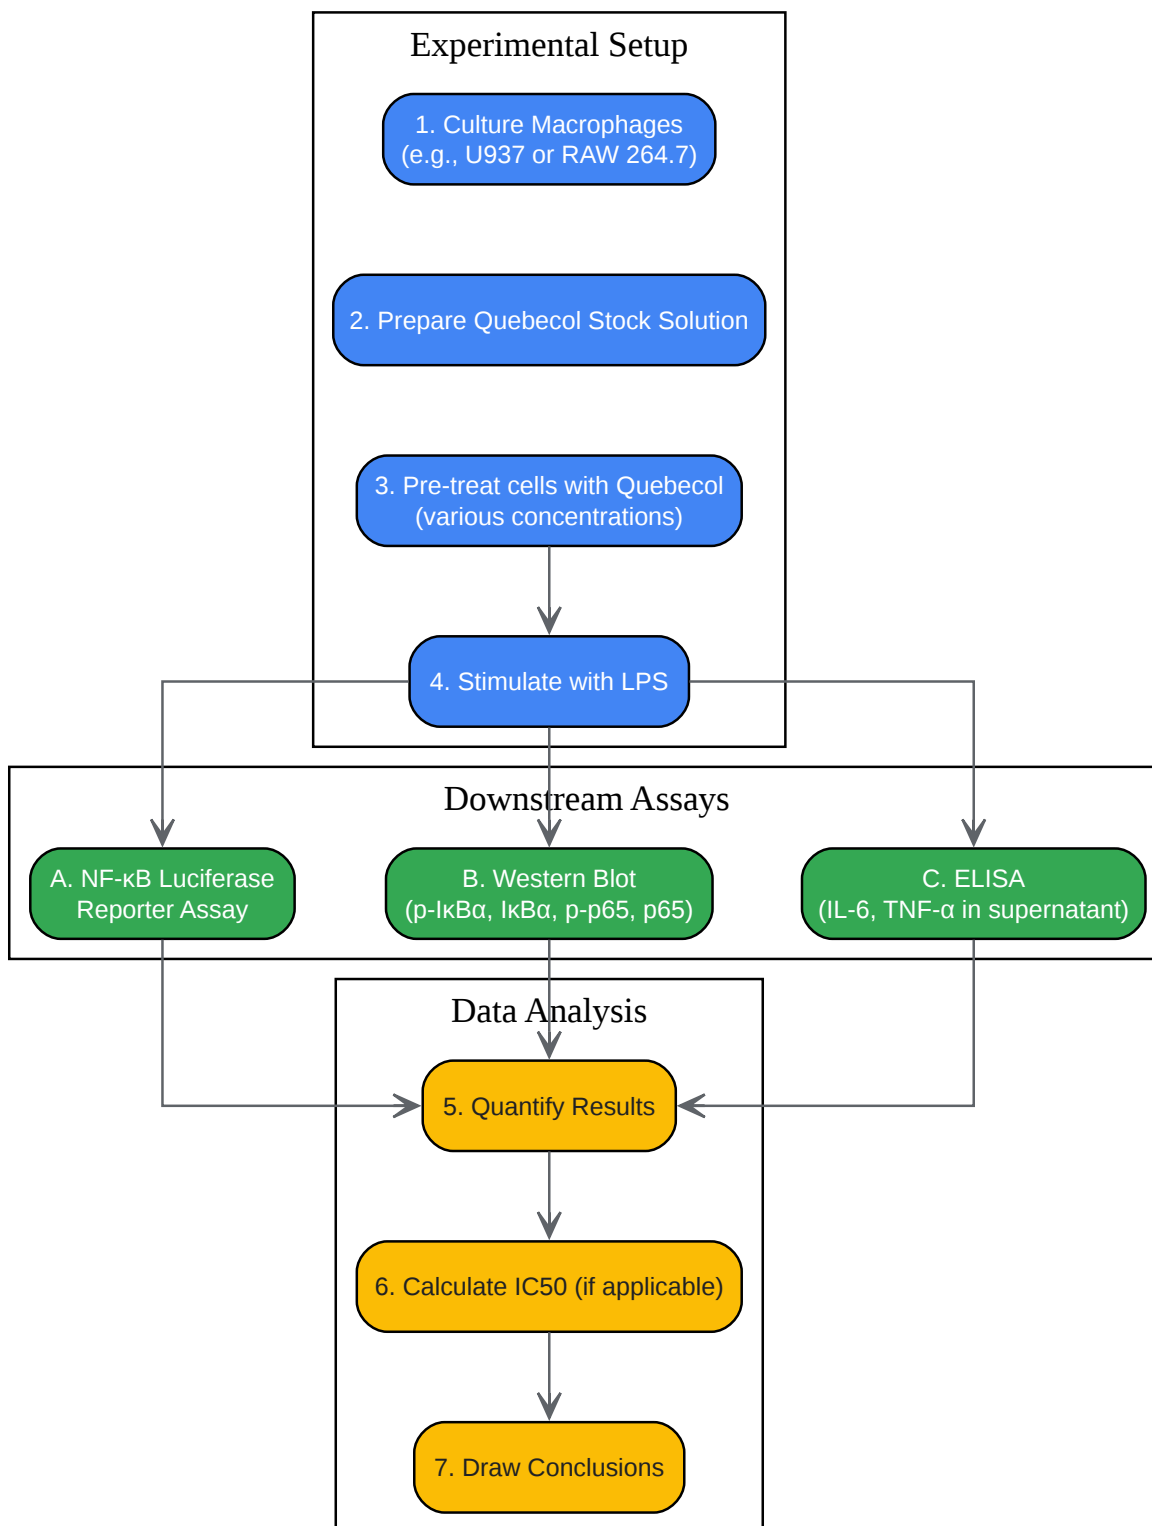 Experimental Setup
1. Culture Macrophages
(e.g., U937 or RAW 264.7)
2. Prepare Quebecol Stock Solution
3. Pre-treat cells with Quebecol
(various concentrations)
4. Stimulate with LPS
Downstream Assays
A. NF-κB Luciferase
Reporter Assay
B. Western Blot
(p-IκBα, IκBα, p-p65, p65)
C. ELISA
(IL-6, TNF-α in supernatant)
Data Analysis
5. Quantify Results
6. Calculate IC50 (if applicable)
7. Draw Conclusions